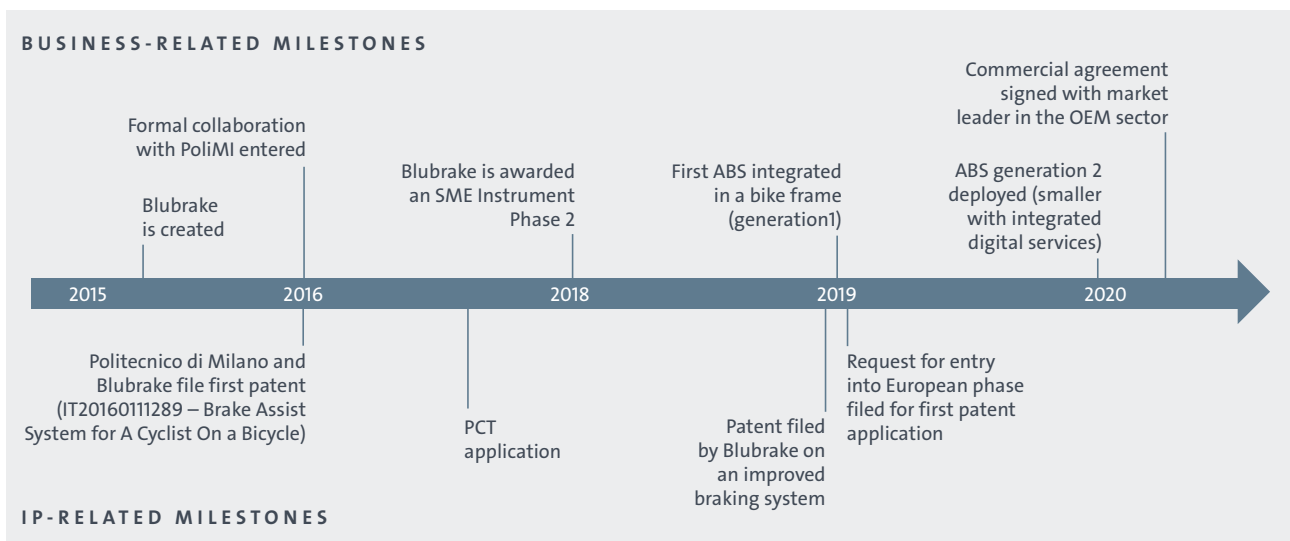 BUSINESS-RELATED MILESTONES
Formal collaboration
with PoliMI entered
Blubrake
is created
Blubrake is awarded
an SME Instrument
Phase 2
First ABS integrated
in a bike frame
(generation1)
Commercial agreement
signed with market
leader in the OEM sector
ABS generation 2
deployed (smaller
with integrated
digital services)
2015 2016 2018 2019 2020
Politecnico di Milano and
Blubrake file first patent
(IT20160111289 – Brake Assist
System for A Cyclist On a Bicycle)
PCT
application
Patent filed
by Blubrake on
an improved
braking system
Request for entry
into European phase
filed for first patent
application
IP-RELATED MILESTONES